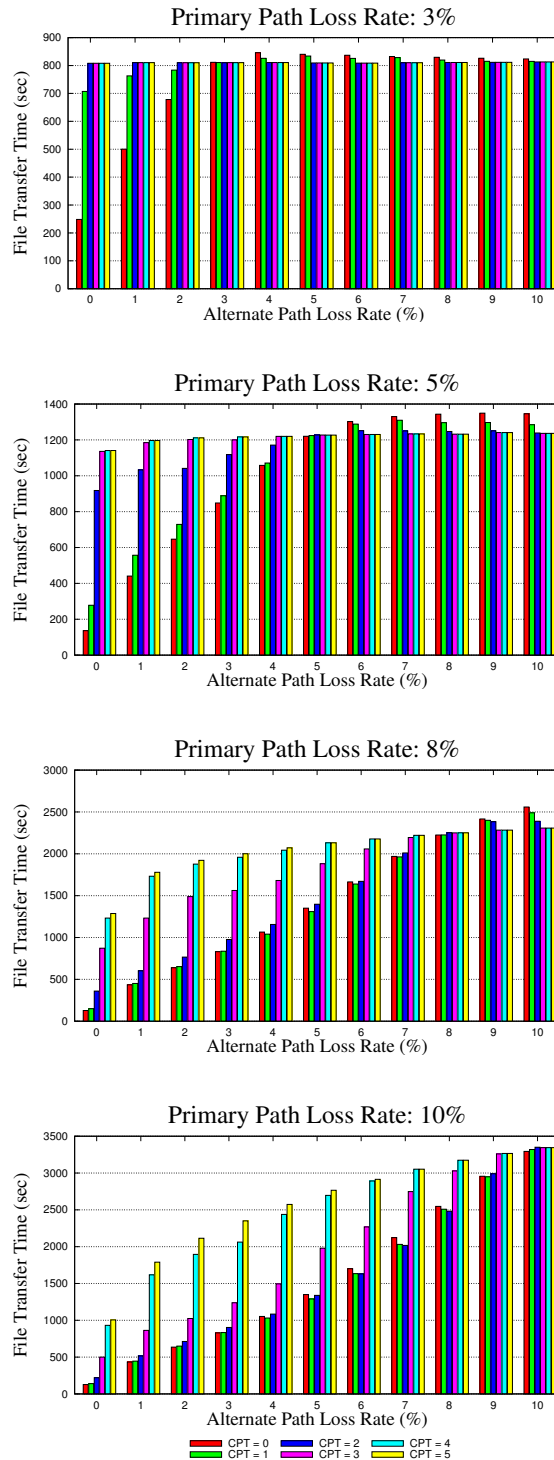 Primary Path Loss Rate: 3%
File Transfer Time (sec)
900
800
700
600
500
400
300
200
100
0
0 1 2 3 4 5 6 7 8 9 10
Alternate Path Loss Rate (%)
Primary Path Loss Rate: 5%
File Transfer Time (sec)
1400
1200
1000
800
600
400
200
0
0 1 2 3 4 5 6 7 8 9 10
Alternate Path Loss Rate (%)
Primary Path Loss Rate: 8%
File Transfer Time (sec)
3000
2500
2000
1500
1000
500
0
0 1 2 3 4 5 6 7 8 9 10
Alternate Path Loss Rate (%)
Primary Path Loss Rate: 10%
File Transfer Time (sec)
3500
3000
2500
2000
1500
1000
500
0
0 1 2 3 4 5 6 7 8 9 10
Alternate Path Loss Rate (%)
CPT = 0 CPT = 2 CPT = 4
CPT = 1 CPT = 3 CPT = 5